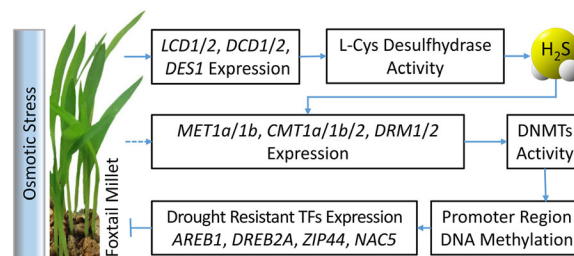 Osmotic Stress
Foxtail Millet
LCD1/2, DCD1/2,
DES1 Expression
L-Cys Desulfhydrase
Activity
H₂S
MET1a/1b, CMT1a/1b/2, DRM1/2
Expression
DNMTs
Activity
Drought Resistant TFs Expression
AREB1, DREB2A, ZIP44, NAC5
Promoter Region
DNA Methylation